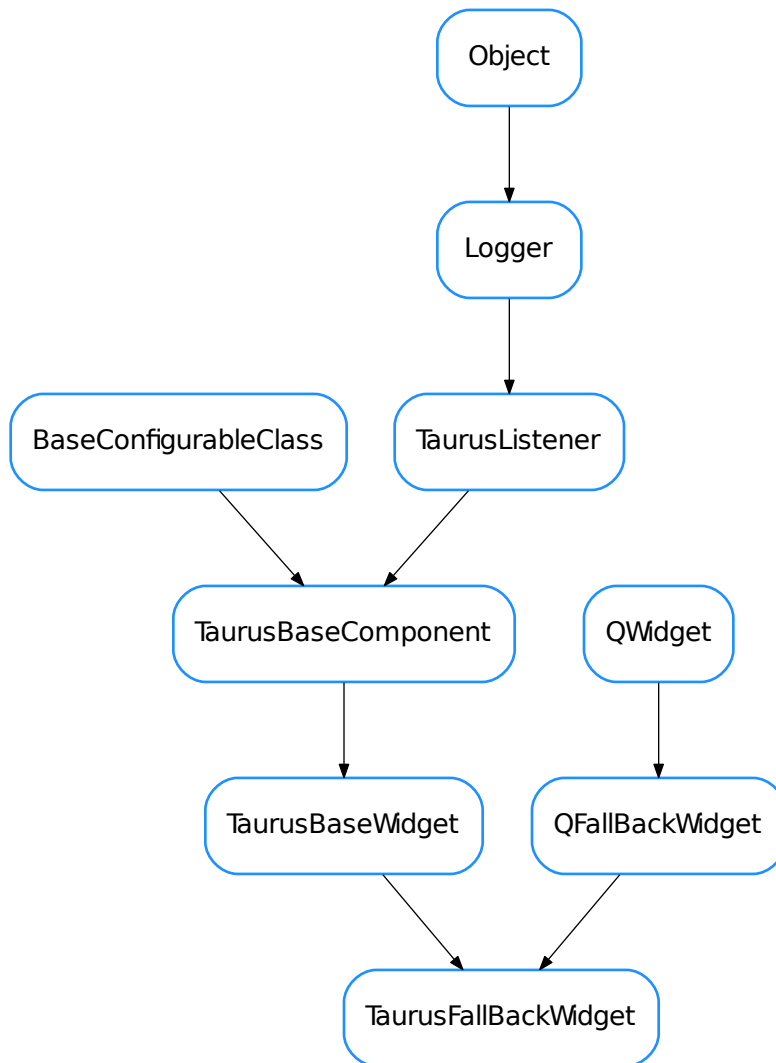 Object
Logger
BaseConfigurableClass
TaurusListener
TaurusBaseComponent
QWidget
TaurusBaseWidget
QFallBackWidget
TaurusFallBackWidget